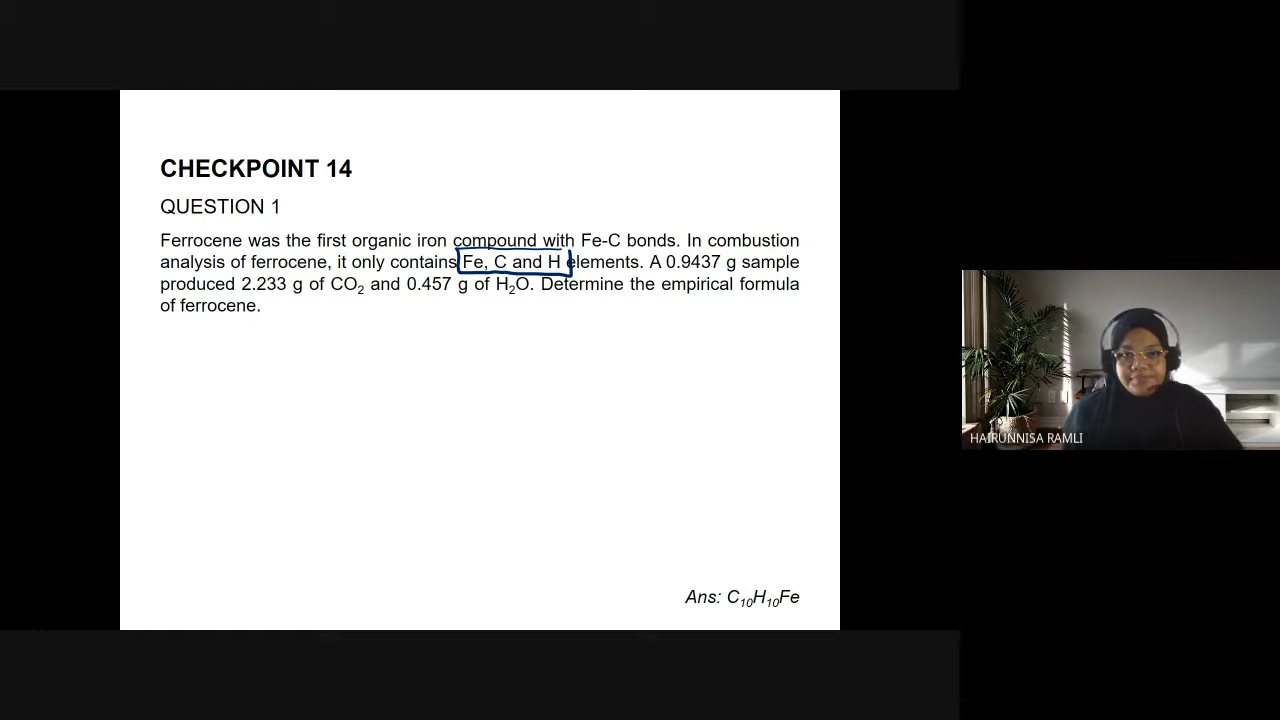 CHECKPOINT 14
QUESTION 1
Ferrocene was the first organic iron compound with Fe-C bonds. In combustion
analysis of ferrocene, it only contains Fe, C and H elements. A 0.9437 g sample
produced 2.233 g of CO₂ and 0.457 g of H₂O. Determine the empirical formula
of ferrocene.
HAIRUNNISA RAMLI
Ans: C₁₀H₁₀Fe